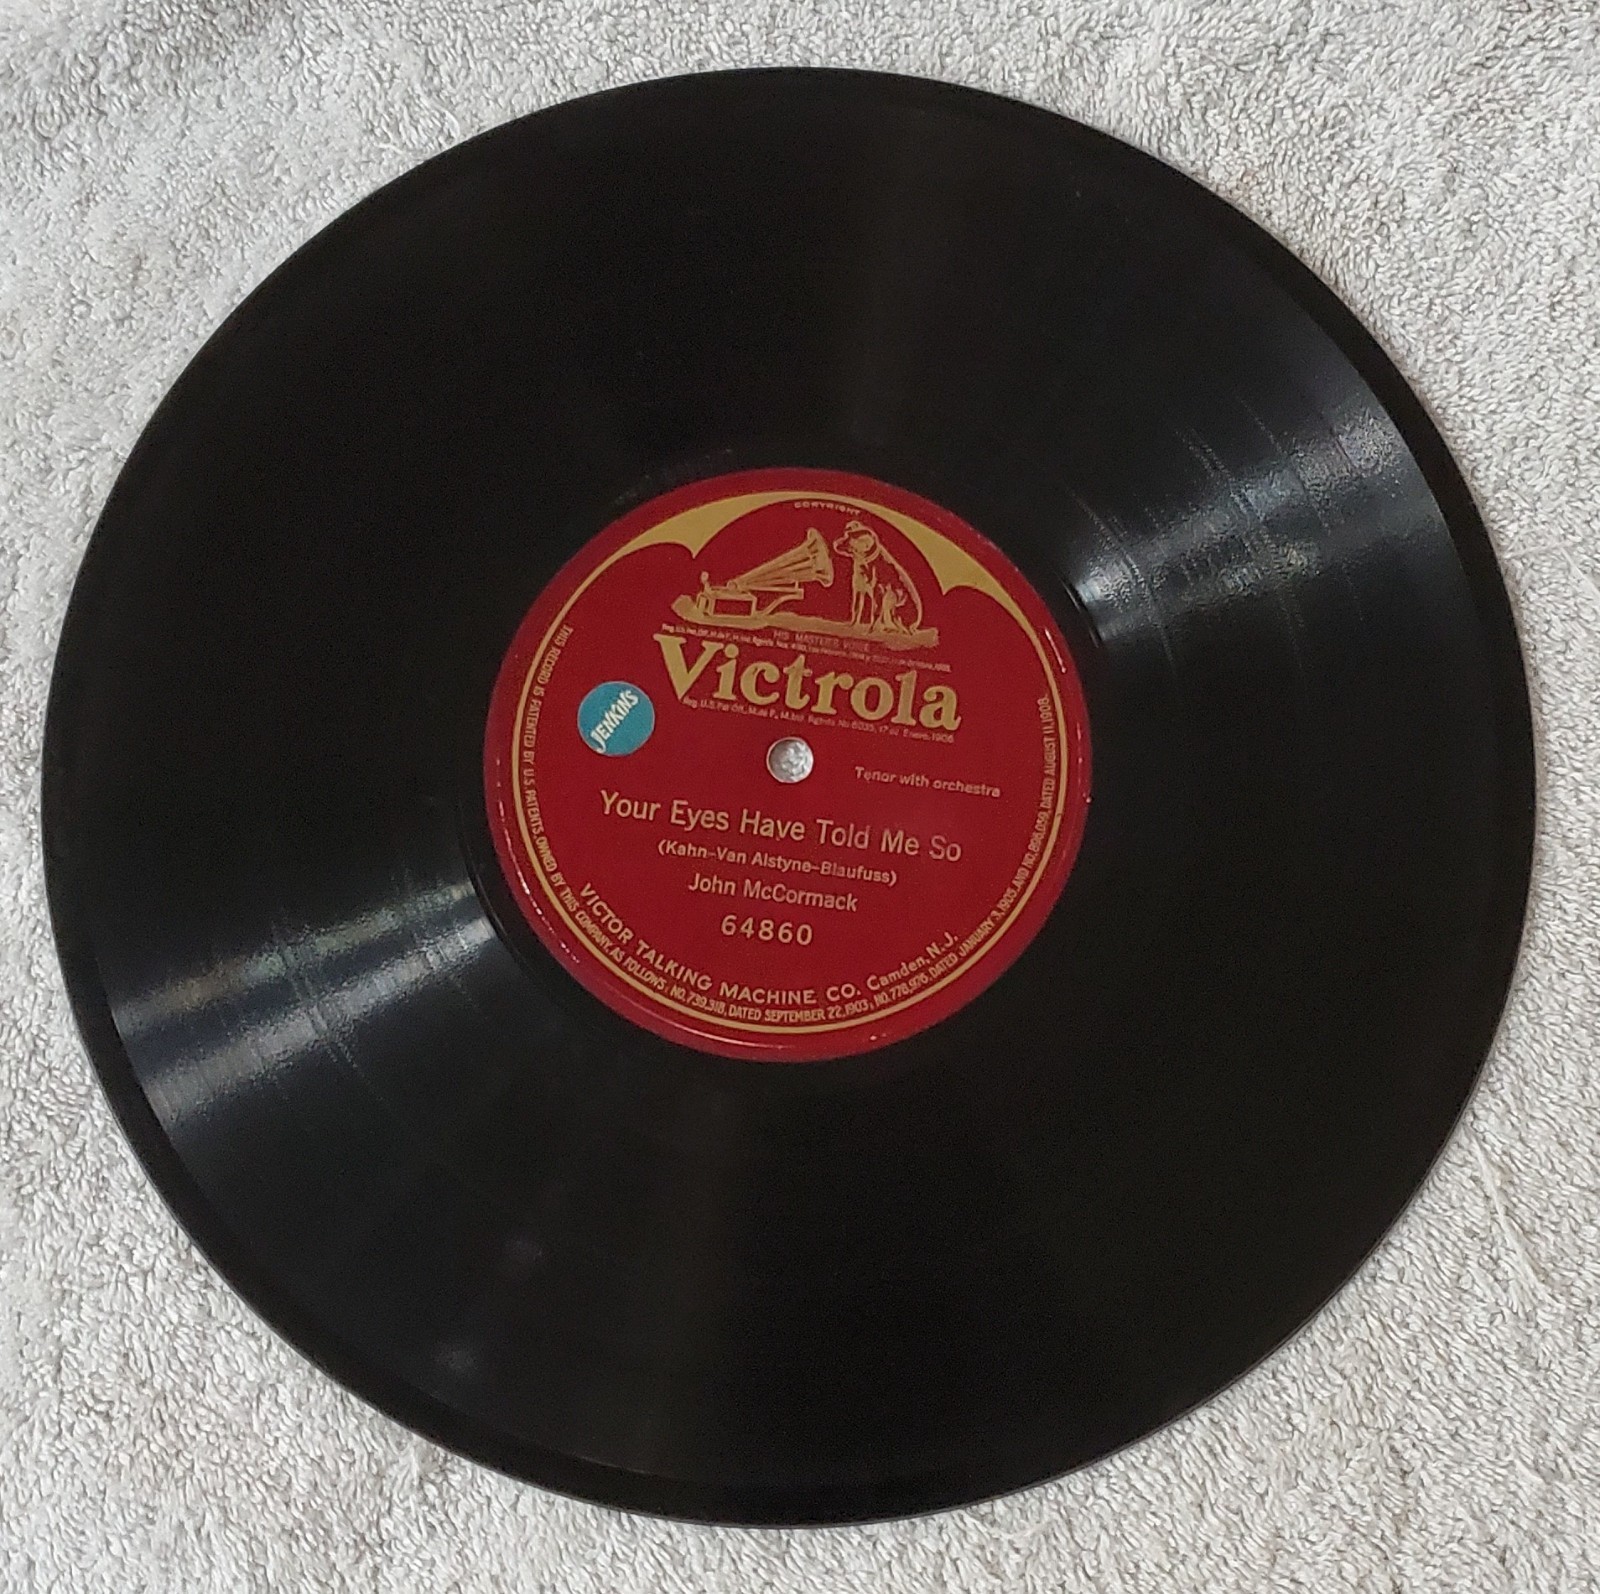 COPYRIGHT
HIS MASTER'S VOICE
Victrola
JENKINS
Tenor with orchestra
Your Eyes Have Told Me So
(Kahn-Van Alstyne-Blaufuss)
John McCormack
64860
VICTOR TALKING MACHINE CO. Camden, N.J.
THIS RECORD IS PATENTED BY U.S. PATENTS, OWNED BY THIS COMPANY, AS FOLLOWS: NO. 739,318, DATED SEPTEMBER 22, 1903; NO. 778,976, DATED JANUARY 3, 1905, AND NO. 896,059, DATED AUGUST 11, 1908.